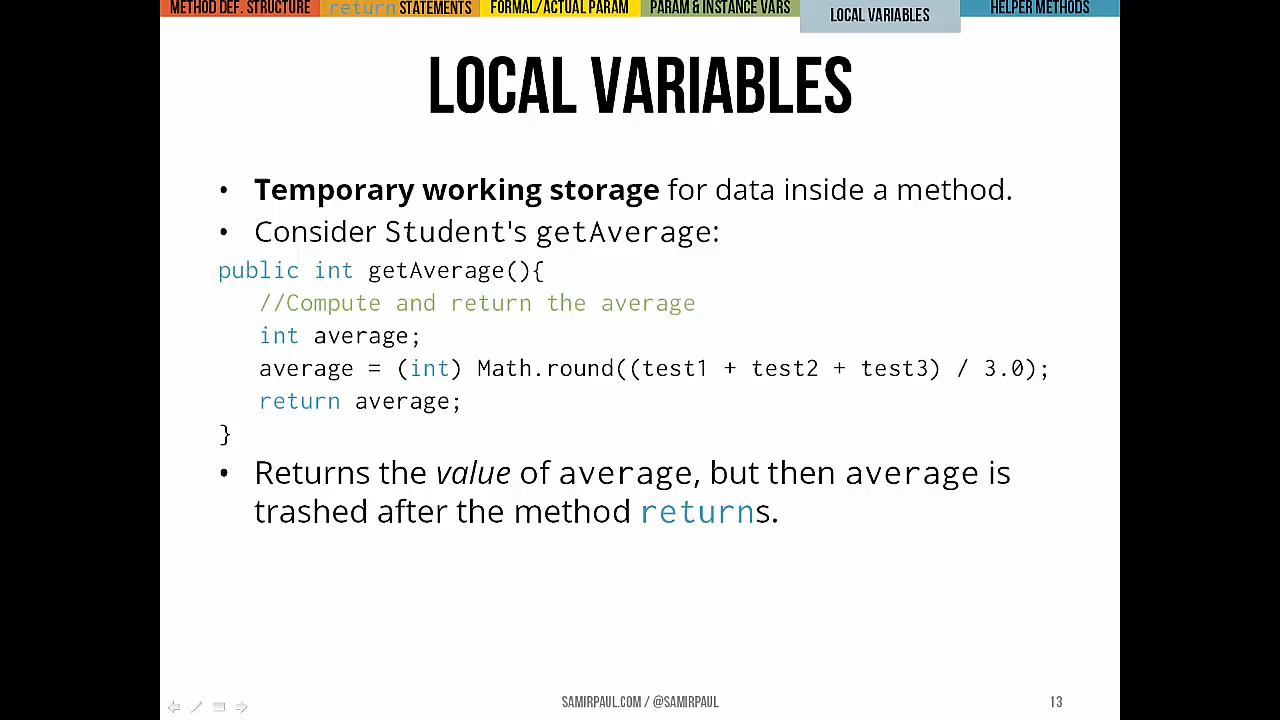 METHOD DEF. STRUCTURE return STATEMENTS FORMAL/ACTUAL PARAM PARAM & INSTANCE VARS LOCAL VARIABLES HELPER METHODS
LOCAL VARIABLES
• Temporary working storage for data inside a method.
• Consider Student's getAverage:
public int getAverage(){
//Compute and return the average
int average;
average = (int) Math.round((test1 + test2 + test3) / 3.0);
return average;
}
• Returns the value of average, but then average is
trashed after the method returns.
SAMIRPAUL.COM / @SAMIRPAUL 13